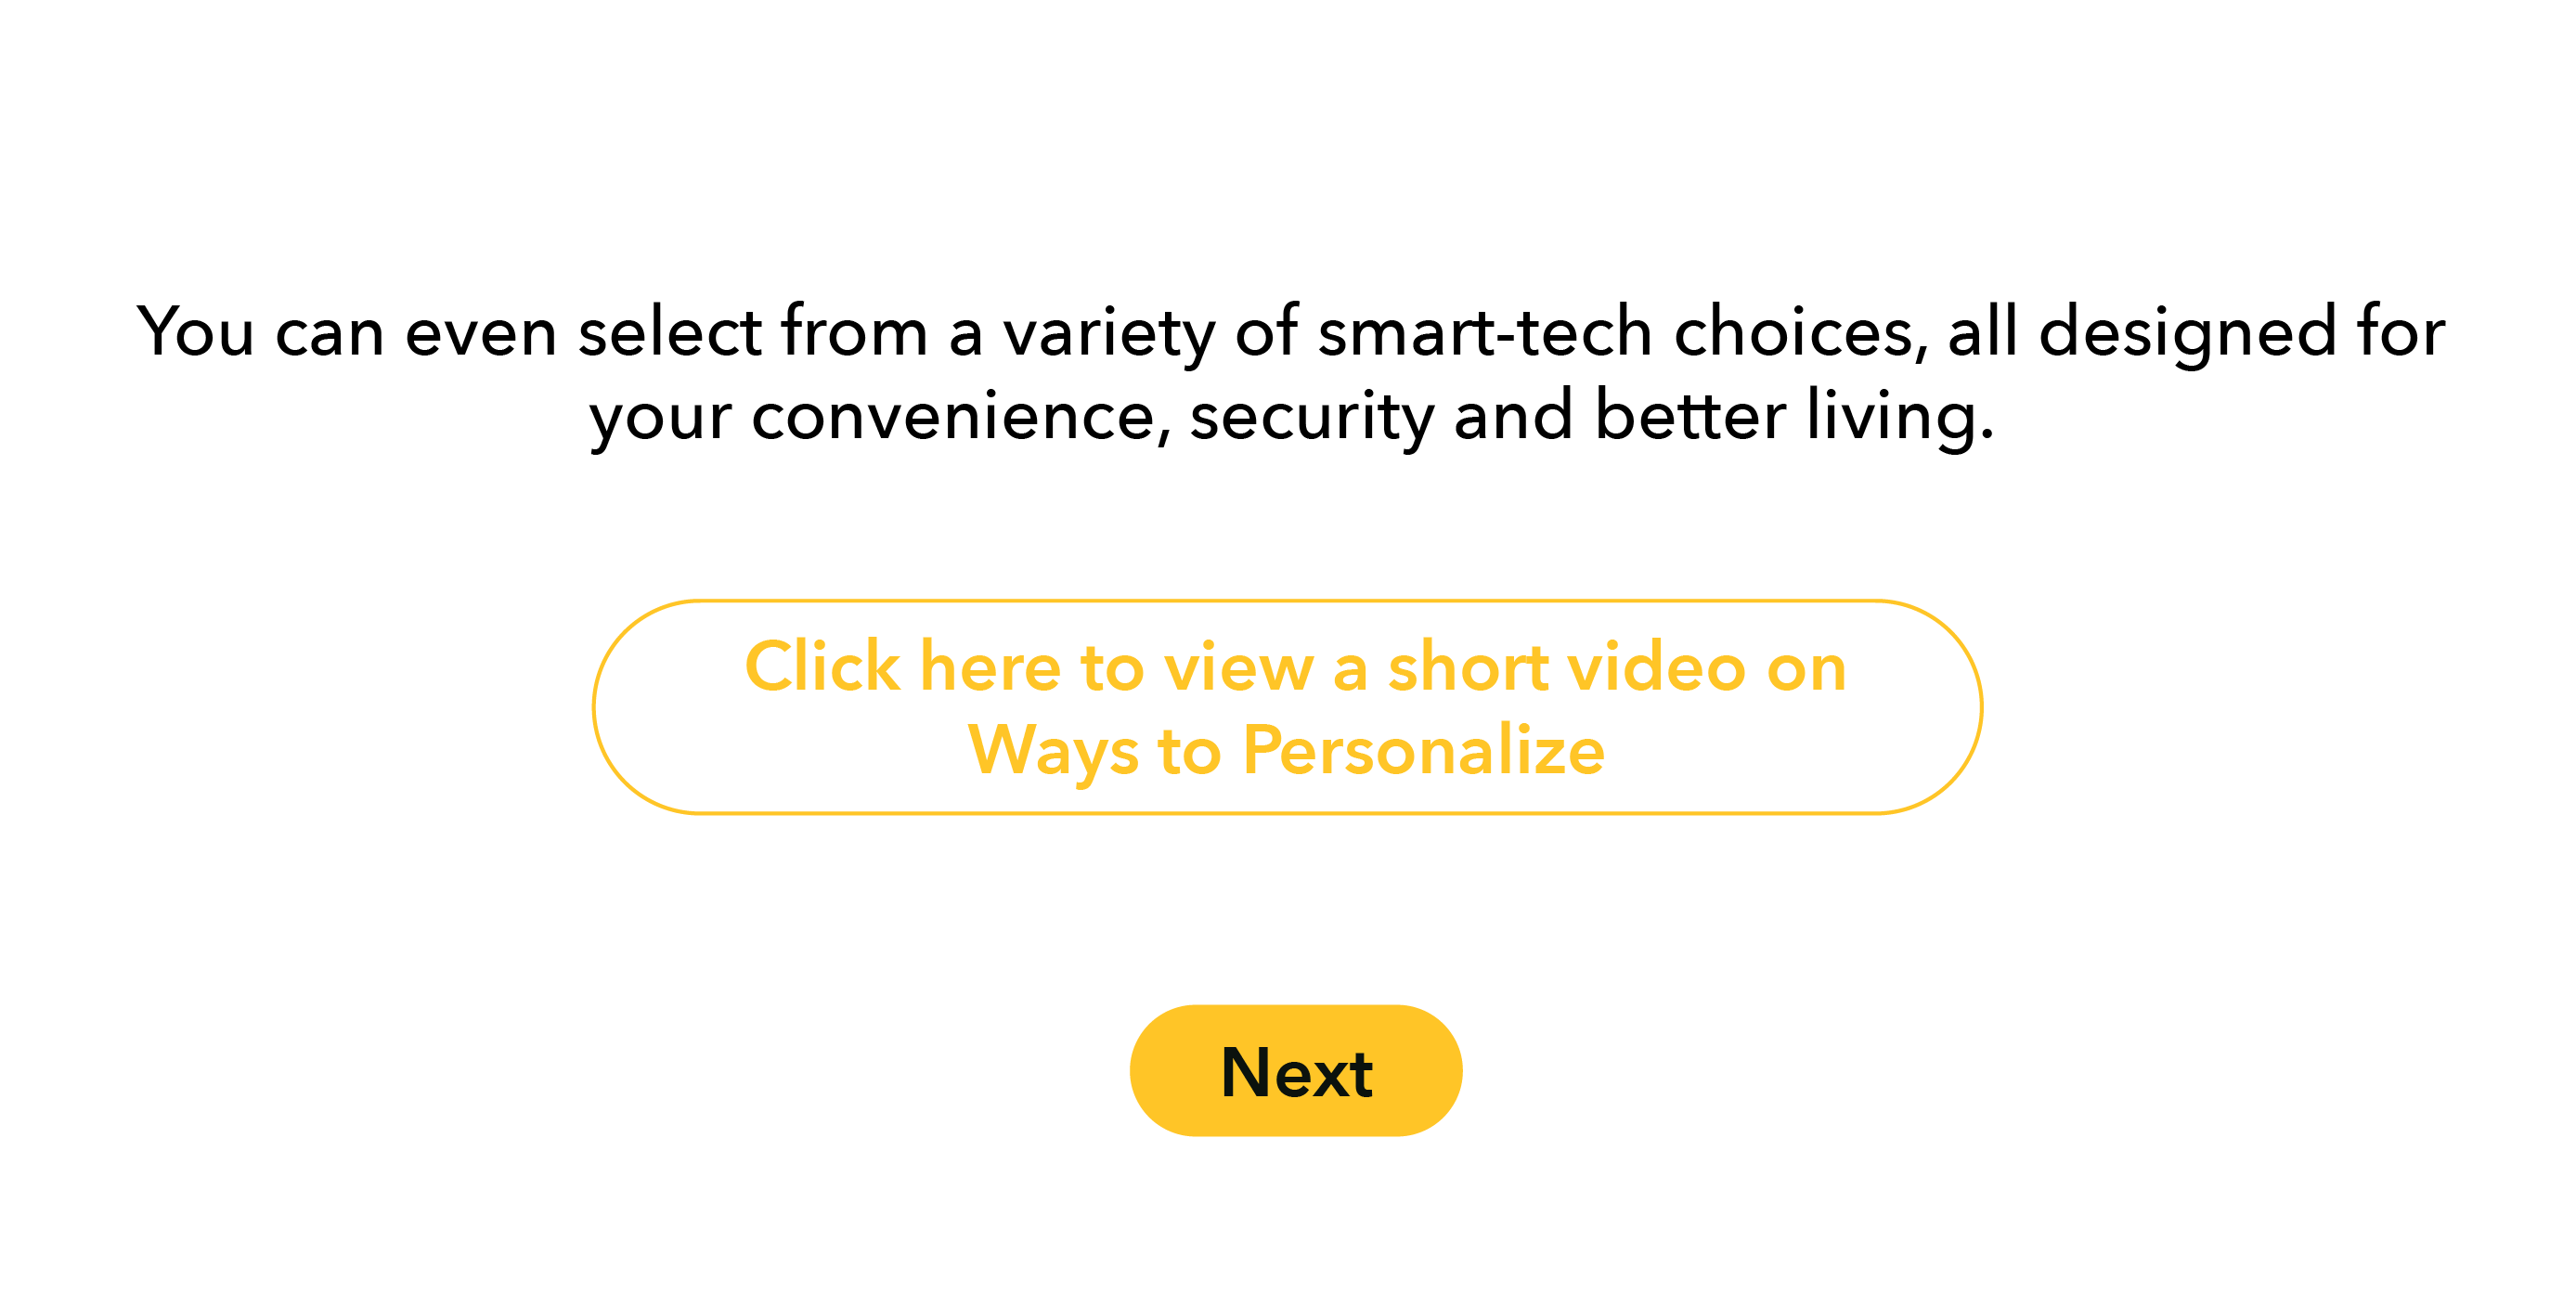 You can even select from a variety of smart-tech choices, all designed for
your convenience, security and better living.
Click here to view a short video on
Ways to Personalize
Next